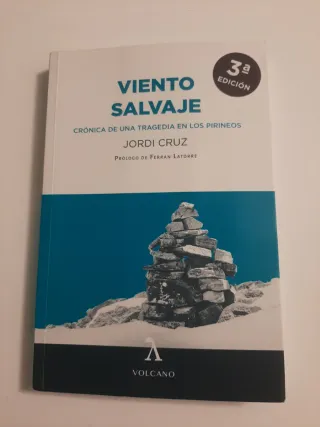 3ª
EDICIÓN
VIENTO
SALVAJE
CRÓNICA DE UNA TRAGEDIA EN LOS PIRINEOS
JORDI CRUZ
PRÓLOGO DE FERRAN LATORRE
VOLCANO